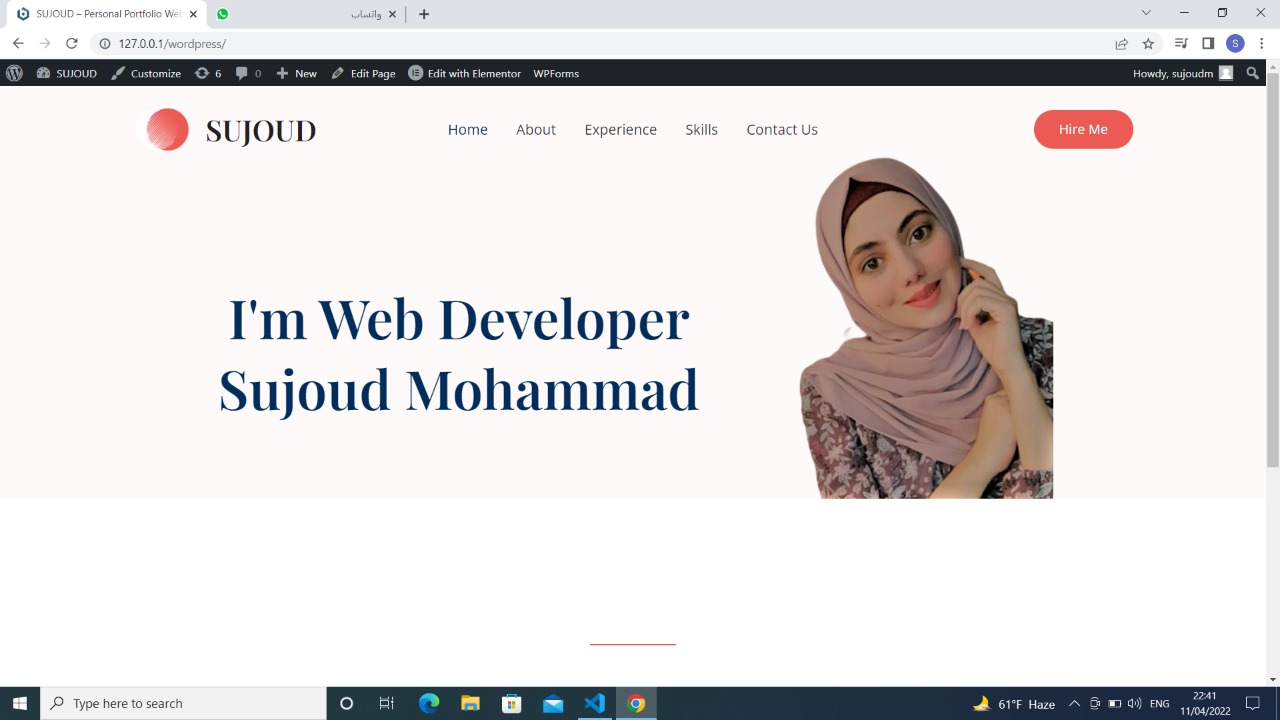 SUJOUD – Personal Portfolio We
واتساب
127.0.0.1/wordpress/
S
SUJOUD
Customize
6
0
New
Edit Page
Edit with Elementor
WPForms
Howdy, sujoudm
SUJOUD
Home
About
Experience
Skills
Contact Us
Hire Me
I'm Web Developer
Sujoud Mohammad
Type here to search
61°F Haze
ENG
22:41
11/04/2022